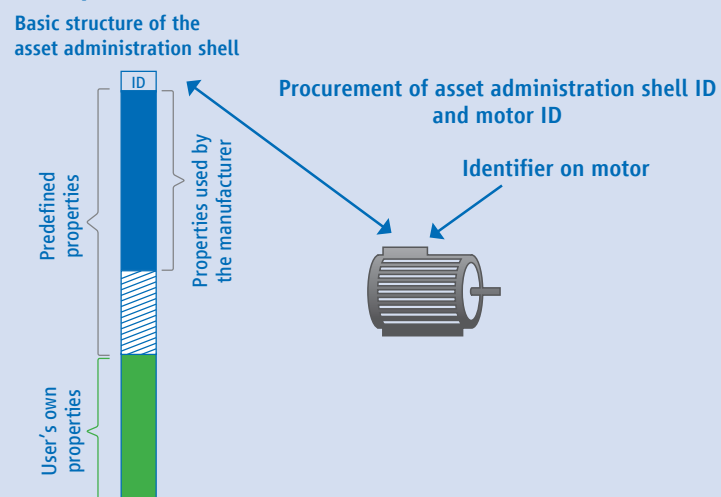 Basic structure of the
asset administration shell
ID
Procurement of asset administration shell ID
and motor ID
Identifier on motor
Predefined
properties
Properties used by
the manufacturer
User's own
properties